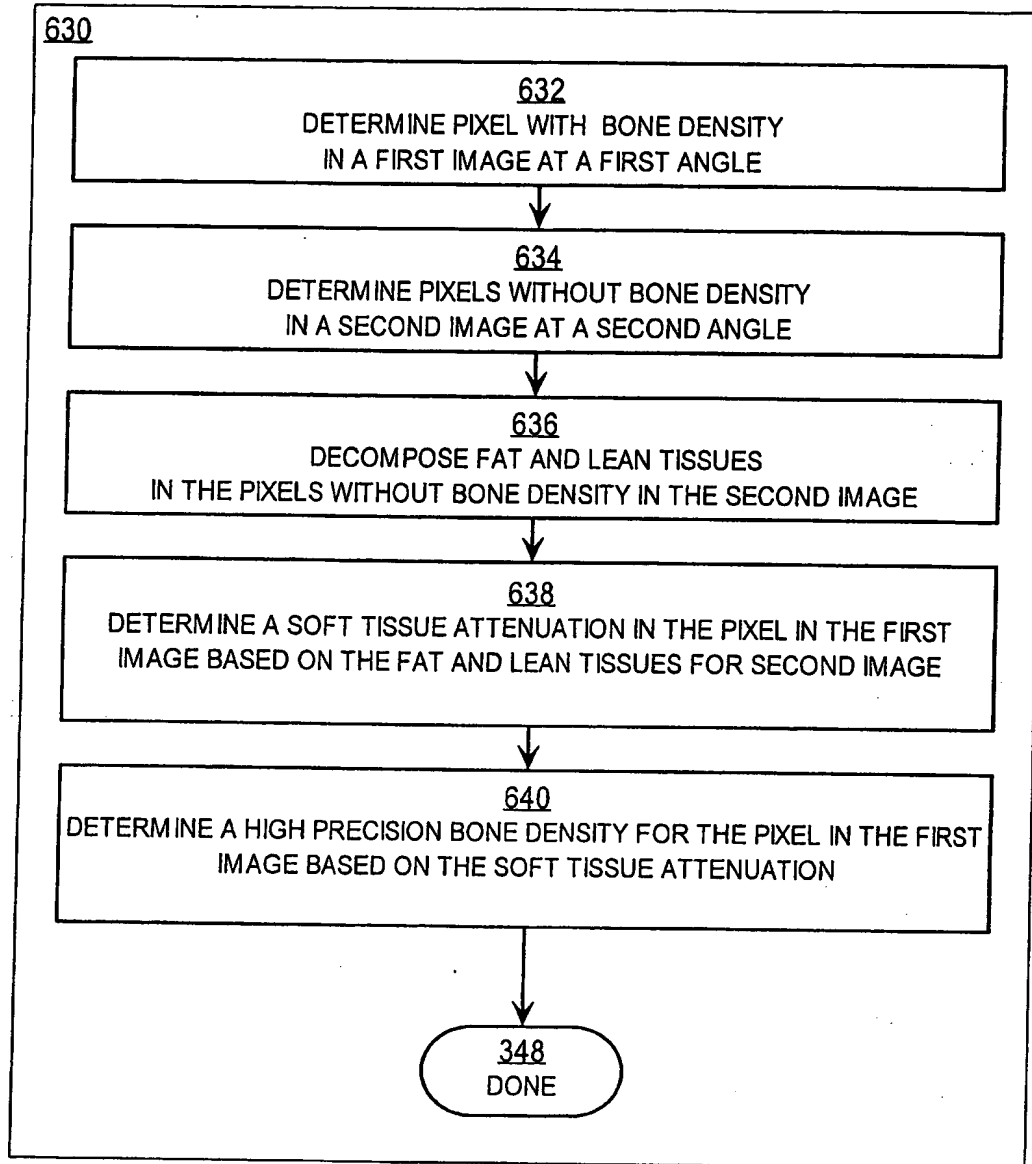 630
632
DETERMINE PIXEL WITH BONE DENSITY
IN A FIRST IMAGE AT A FIRST ANGLE
634
DETERMINE PIXELS WITHOUT BONE DENSITY
IN A SECOND IMAGE AT A SECOND ANGLE
636
DECOMPOSE FAT AND LEAN TISSUES
IN THE PIXELS WITHOUT BONE DENSITY IN THE SECOND IMAGE
638
DETERMINE A SOFT TISSUE ATTENUATION IN THE PIXEL IN THE FIRST
IMAGE BASED ON THE FAT AND LEAN TISSUES FOR SECOND IMAGE
640
DETERMINE A HIGH PRECISION BONE DENSITY FOR THE PIXEL IN THE FIRST
IMAGE BASED ON THE SOFT TISSUE ATTENUATION
348
DONE